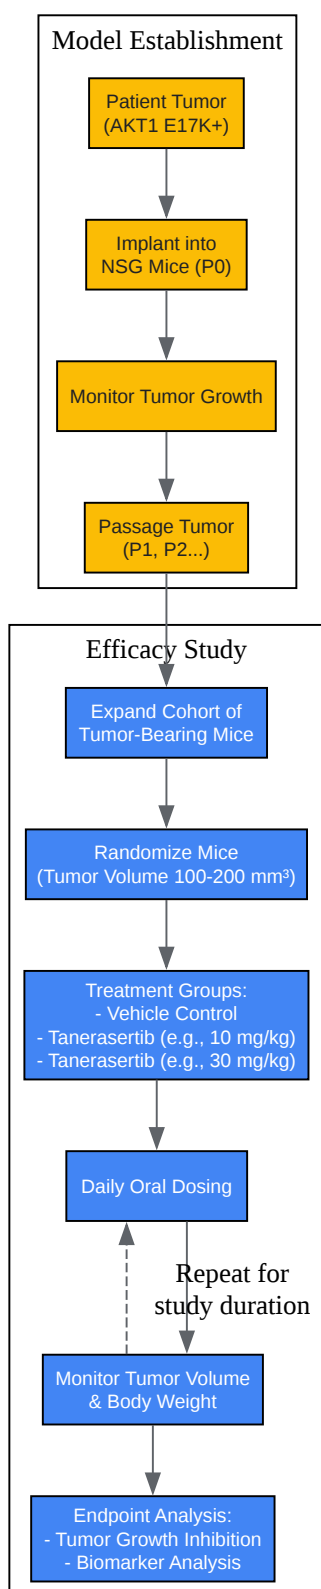 Model Establishment
Patient Tumor
(AKT1 E17K+)
Implant into
NSG Mice (P0)
Monitor Tumor Growth
Passage Tumor
(P1, P2...)
Efficacy Study
Expand Cohort of
Tumor-Bearing Mice
Randomize Mice
(Tumor Volume 100-200 mm³)
Treatment Groups:
- Vehicle Control
- Tanerasertib (e.g., 10 mg/kg)
- Tanerasertib (e.g., 30 mg/kg)
Daily Oral Dosing
Repeat for
study duration
Monitor Tumor Volume
& Body Weight
Endpoint Analysis:
- Tumor Growth Inhibition
- Biomarker Analysis